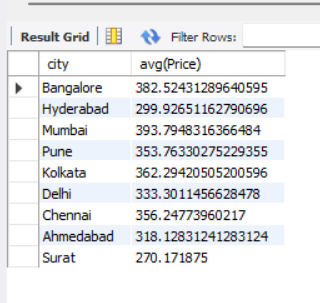 Result Grid Filter Rows:
city avg(Price)
Bangalore 382.52431289640595
Hyderabad 299.92651162790696
Mumbai 393.7948316366484
Pune 353.76330275229355
Kolkata 362.29420505200596
Delhi 333.3011456628478
Chennai 356.24773960217
Ahmedabad 318.12831241283124
Surat 270.171875